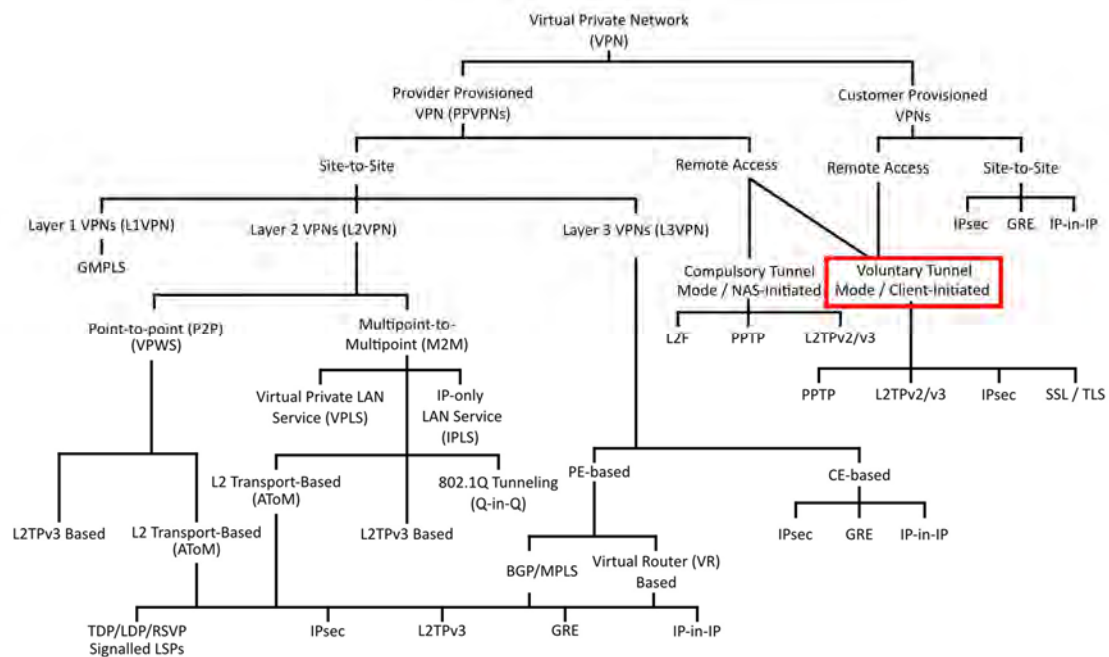 Virtual Private Network
(VPN)
Provider Provisioned
VPN (PPVPNs)
Customer Provisioned
VPNs
Site-to-Site
Remote Access
Remote Access
Site-to-Site
IPsec
GRE
IP-in-IP
Layer 1 VPNs (L1VPN)
Layer 2 VPNs (L2VPN)
Layer 3 VPNs (L3VPN)
GMPLS
Compulsory Tunnel
Mode / NAS-Initiated
Voluntary Tunnel
Mode / Client-Initiated
L2F
PPTP
L2TPv2/v3
Point-to-point (P2P)
(VPWS)
Multipoint-to-
Multipoint (M2M)
PPTP
L2TPv2/v3
IPsec
SSL / TLS
Virtual Private LAN
Service (VPLS)
IP-only
LAN Service
(IPLS)
PE-based
CE-based
L2 Transport-Based
(AToM)
802.1Q Tunneling
(Q-in-Q)
L2TPv3 Based
L2 Transport-Based
(AToM)
L2TPv3 Based
IPsec
GRE
IP-in-IP
BGP/MPLS
Virtual Router (VR)
Based
TDP/LDP/RSVP
Signalled LSPs
IPsec
L2TPv3
GRE
IP-in-IP